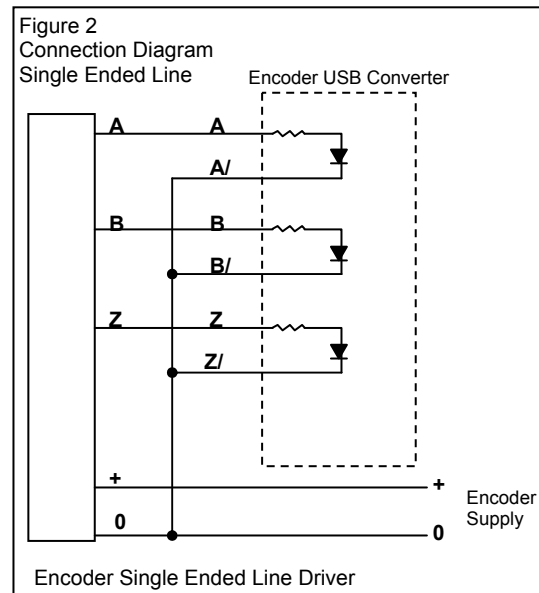 Figure 2
Connection Diagram
Single Ended Line
Encoder USB Converter
A A
A/
B B
B/
Z Z
Z/
+ +
Encoder
Supply
0 0
Encoder Single Ended Line Driver